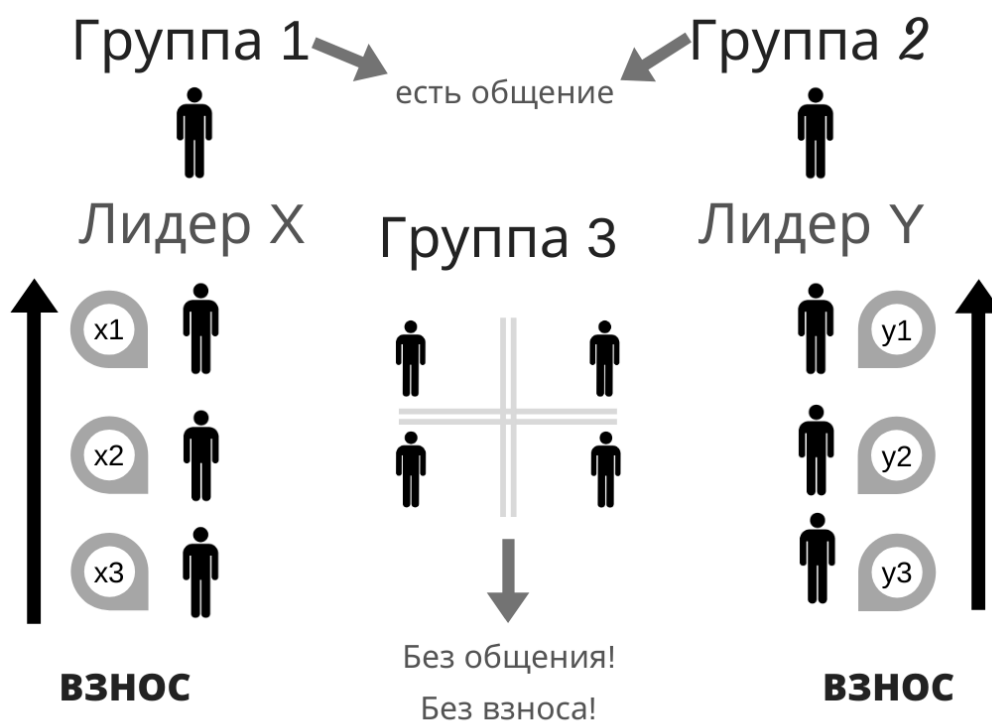 Группа 1
Группа 2
есть общение
Лидер X
Группа 3
Лидер Y
x1
y1
x2
y2
x3
y3
Без общения!
взнос
взнос
Без взноса!